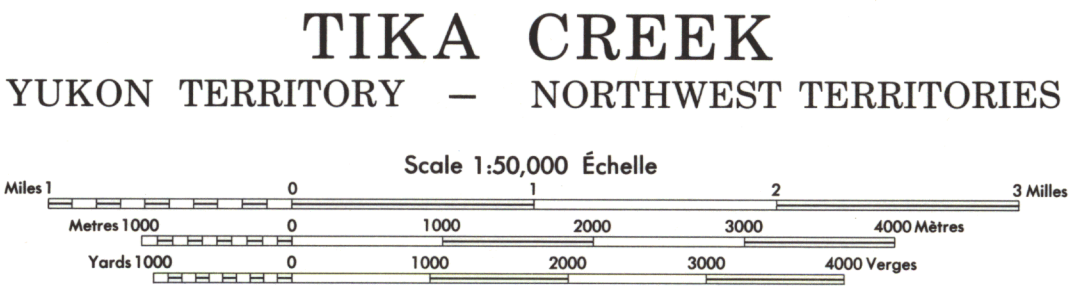 TIKA CREEK
YUKON TERRITORY – NORTHWEST TERRITORIES
Scale 1:50,000 Échelle
Miles 1 0 1 2 3 Milles
Metres 1000 0 1000 2000 3000 4000 Mètres
Yards 1000 0 1000 2000 3000 4000 Verges